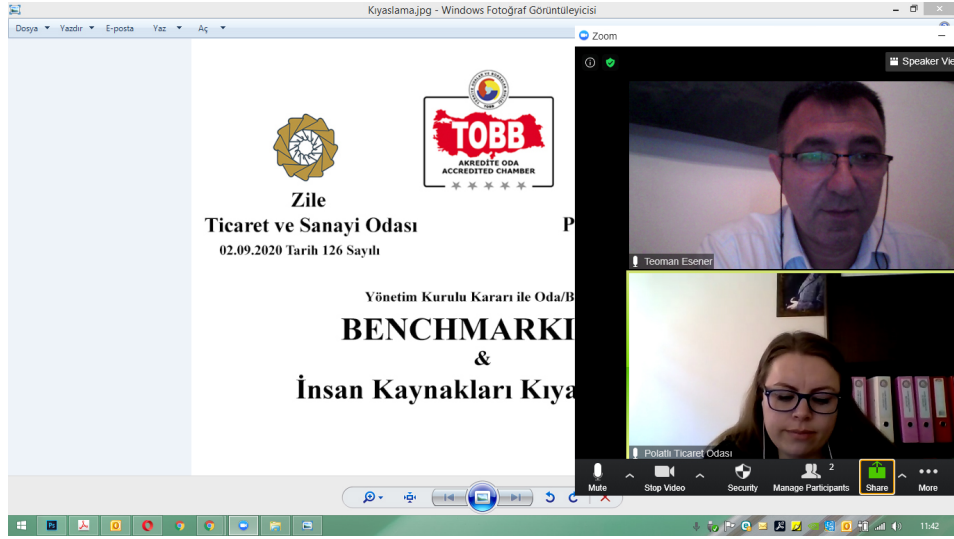 Kıyaslama.jpg - Windows Fotoğraf Görüntüleyicisi
Dosya Yazdır E-posta Yaz Aç
Zoom
Speaker Vie
TOBB
AKREDİTE ODA
ACCREDITED CHAMBER
Zile
Ticaret ve Sanayi Odası
P
02.09.2020 Tarih 126 Sayılı
Yönetim Kurulu Kararı ile Oda/B
BENCHMARKI
&
İnsan Kaynakları Kıya
Teoman Esener
Polatlı Ticaret Odası
Mute
Stop Video
Security
2
Manage Participants
Share
More
Ps
11:42